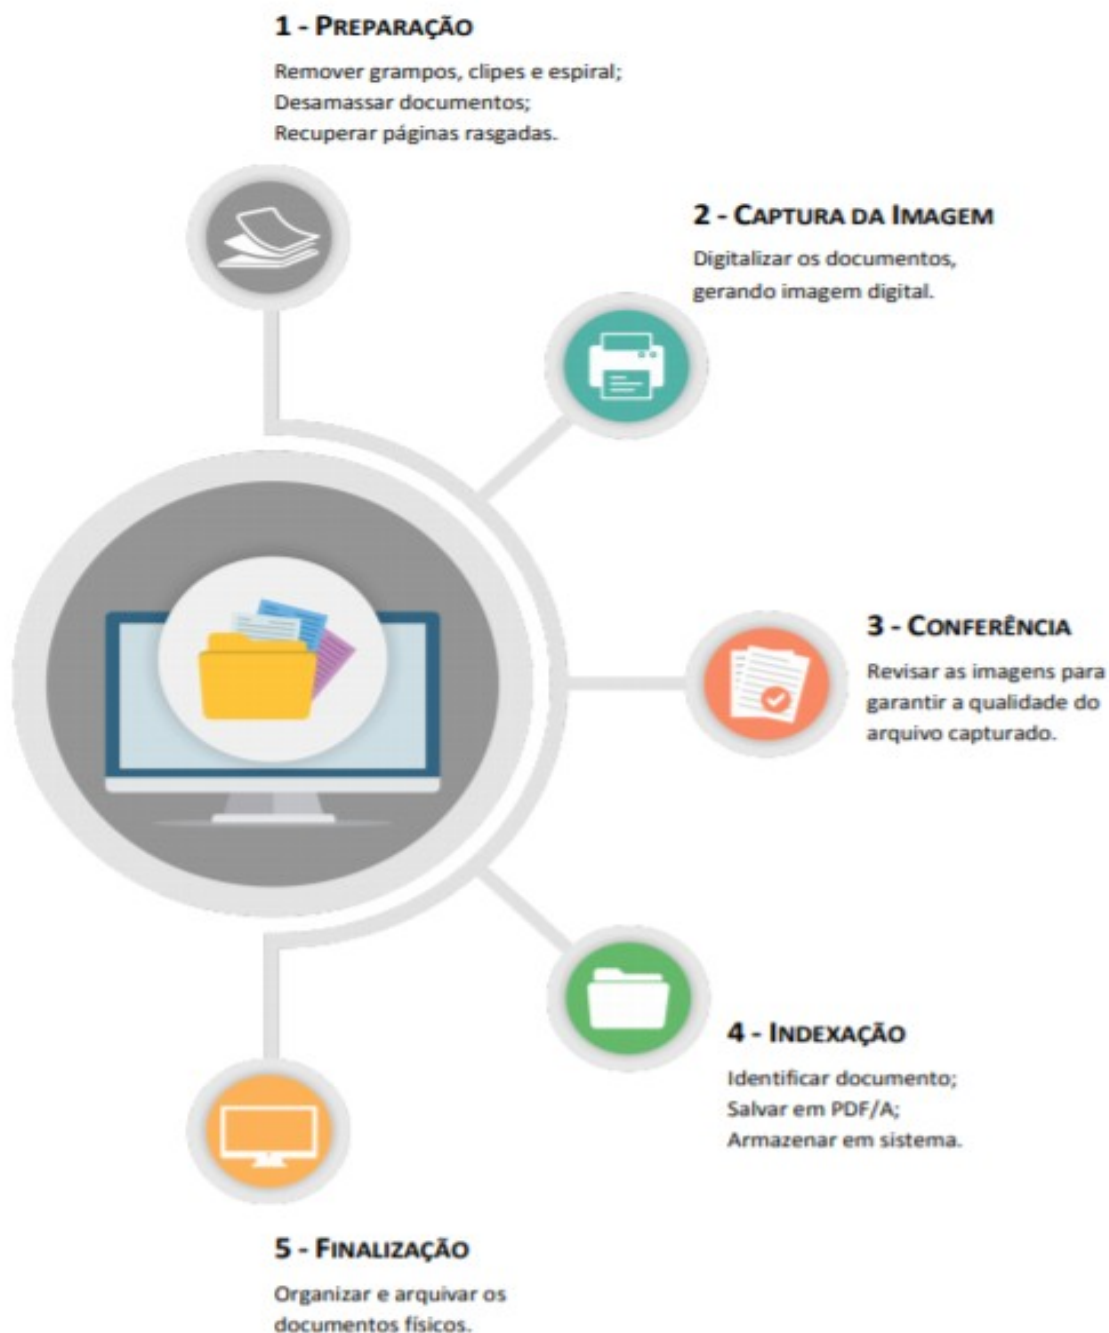 1 - PREPARAÇÃO
Remover grampos, clipes e espiral;
Desamassar documentos;
Recuperar páginas rasgadas.
2 - CAPTURA DA IMAGEM
Digitalizar os documentos,
gerando imagem digital.
3 - CONFERÊNCIA
Revisar as imagens para
garantir a qualidade do
arquivo capturado.
4 - INDEXAÇÃO
Identificar documento;
Salvar em PDF/A;
Armazenar em sistema.
5 - FINALIZAÇÃO
Organizar e arquivar os
documentos físicos.